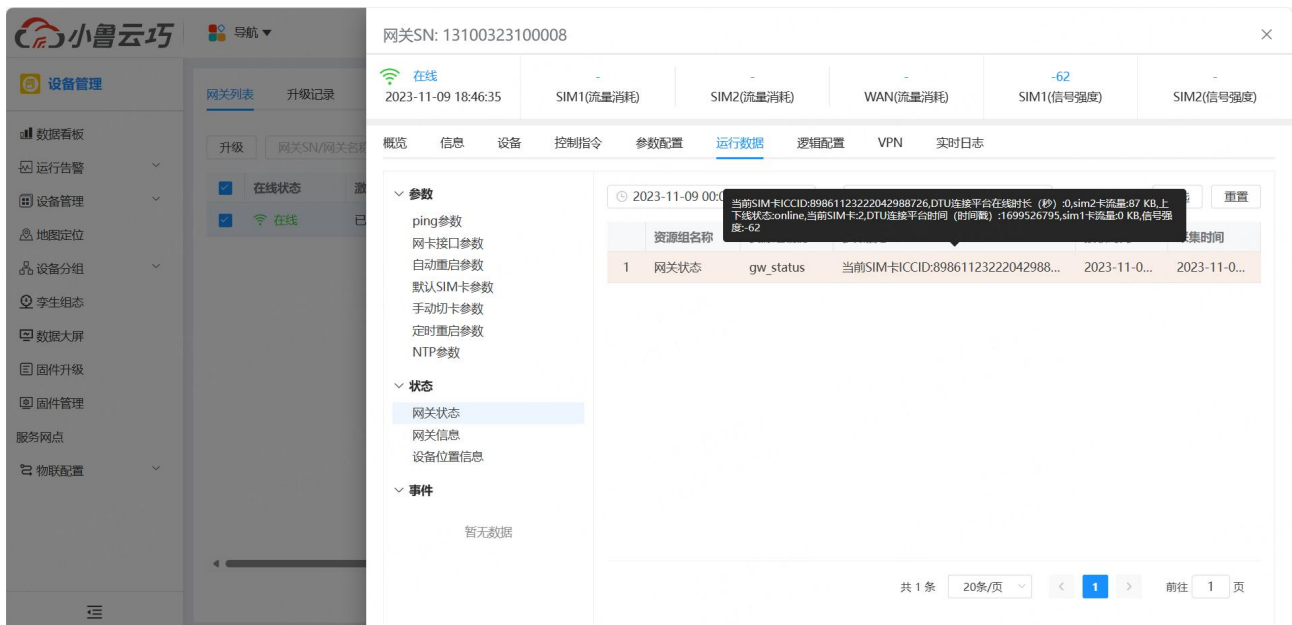 小鲁云巧
导航
设备管理
数据看板
运行告警
设备管理
地图定位
设备分组
孪生组态
数据大屏
固件升级
固件管理
服务网点
物联配置
网关列表 升级记录
升级 网关SN/网关名称
在线状态
在线 已
网关SN: 13100323100008
在线 - - - -62 -
2023-11-09 18:46:35 SIM1(流量消耗) SIM2(流量消耗) WAN(流量消耗) SIM1(信号强度) SIM2(信号强度)
概览 信息 设备 控制指令 参数配置 运行数据 逻辑配置 VPN 实时日志
参数
ping参数
网卡接口参数
自动重启参数
默认SIM卡参数
手动切卡参数
定时重启参数
NTP参数
状态
网关状态
网关信息
设备位置信息
事件
暂无数据
2023-11-09 00:0 重置
当前SIM卡ICCID:89861123222042988726,DTU连接平台在线时长（秒）:0,sim2卡流量:87 KB,上
下线状态:online,当前SIM卡:2,DTU连接平台时间（时间戳）:1699526795,sim1卡流量:0 KB,信号强
度:-62
资源组名称 采集时间
1 网关状态 gw_status 当前SIM卡ICCID:89861123222042988... 2023-11-0... 2023-11-0...
共 1 条 20条/页 1 前往 1 页